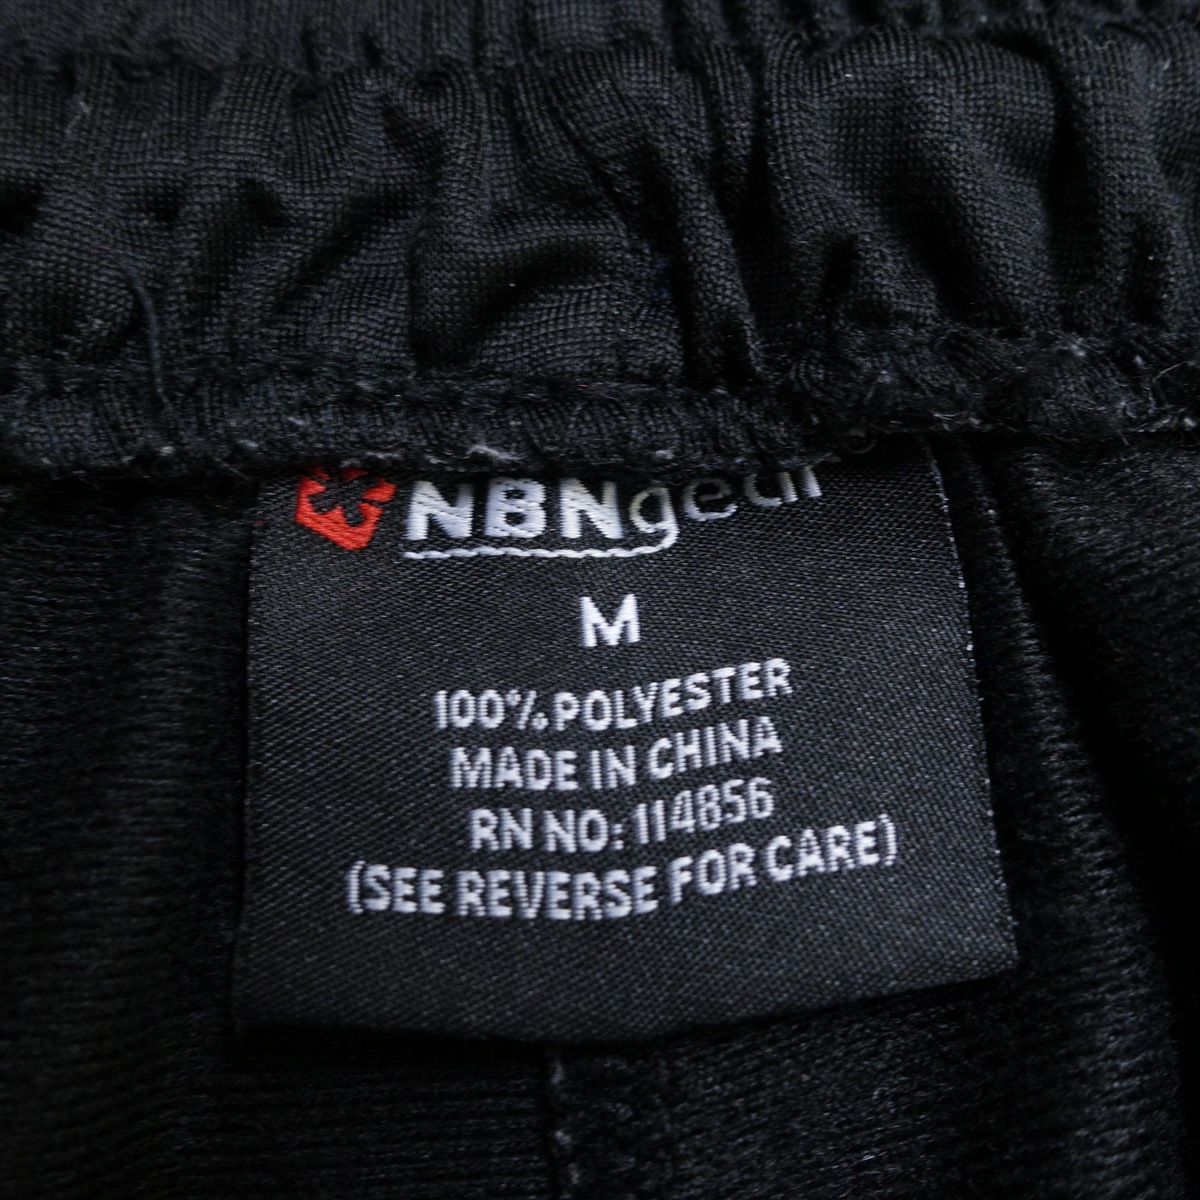 NBNgear
M
100% POLYESTER
MADE IN CHINA
RN NO: 114856
(SEE REVERSE FOR CARE)